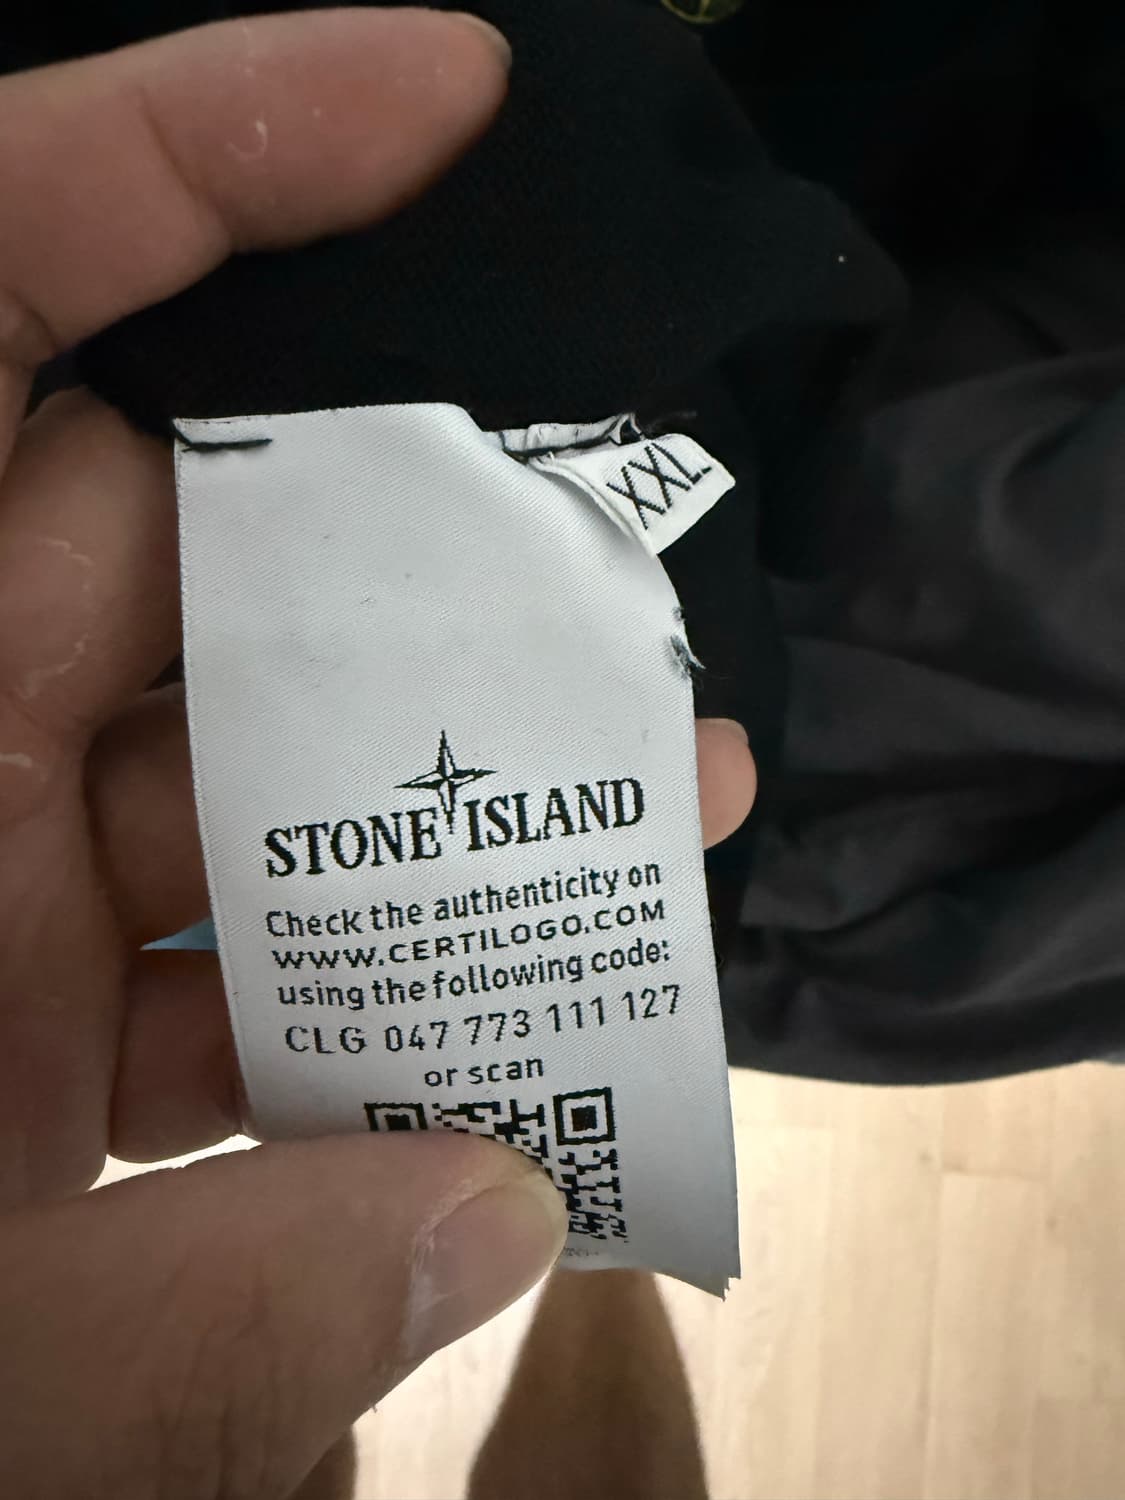 XXL
STONE ISLAND
Check the authenticity on
WWW.CERTILOGO.COM
using the following code:
CLG 047 773 111 127
or scan